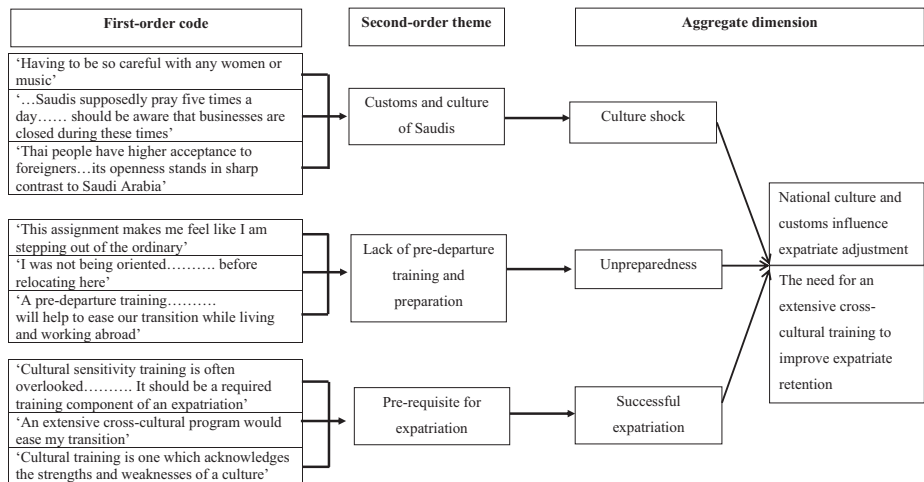 First-order code
Second-order theme
Aggregate dimension
‘Having to be so careful with any women or
music’
‘…Saudis supposedly pray five times a
day…… should be aware that businesses are
closed during these times’
‘Thai people have higher acceptance to
foreigners…its openness stands in sharp
contrast to Saudi Arabia’
Customs and culture
of Saudis
Culture shock
‘This assignment makes me feel like I am
stepping out of the ordinary’
‘I was not being oriented………. before
relocating here’
‘A pre-departure training……….
will help to ease our transition while living
and working abroad’
Lack of pre-departure
training and
preparation
Unpreparedness
‘Cultural sensitivity training is often
overlooked………. It should be a required
training component of an expatriation’
‘An extensive cross-cultural program would
ease my transition’
‘Cultural training is one which acknowledges
the strengths and weaknesses of a culture’
Pre-requisite for
expatriation
Successful
expatriation
National culture and
customs influence
expatriate adjustment
The need for an
extensive cross-
cultural training to
improve expatriate
retention